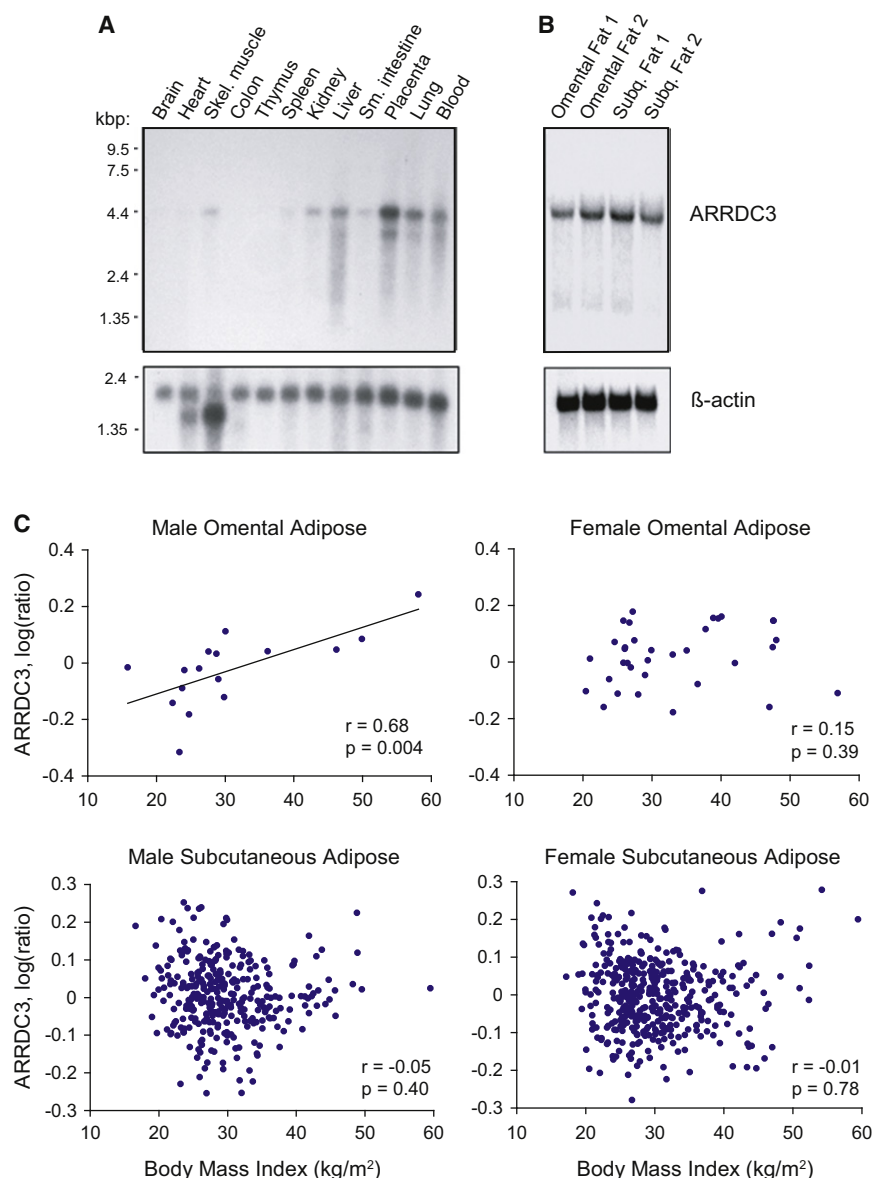 A
Brain
Heart
Skel. muscle
Colon
Thymus
Spleen
Kidney
Liver
Sm. intestine
Placenta
Lung
Blood
kbp:
9.5
7.5
4.4
2.4
1.35
2.4
1.35
B
Omental Fat 1
Omental Fat 2
Subq. Fat 1
Subq. Fat 2
ARRDC3
ß-actin
C
Male Omental Adipose
ARRDC3, log(ratio)
0.4
0.2
0
-0.2
-0.4
r = 0.68
p = 0.004
10 20 30 40 50 60
Female Omental Adipose
0.4
0.2
0
-0.2
-0.4
r = 0.15
p = 0.39
10 20 30 40 50 60
Male Subcutaneous Adipose
ARRDC3, log(ratio)
0.3
0.2
0.1
0
-0.1
-0.2
-0.3
r = -0.05
p = 0.40
10 20 30 40 50 60
Body Mass Index (kg/m²)
Female Subcutaneous Adipose
0.3
0.2
0.1
0
-0.1
-0.2
-0.3
r = -0.01
p = 0.78
10 20 30 40 50 60
Body Mass Index (kg/m²)